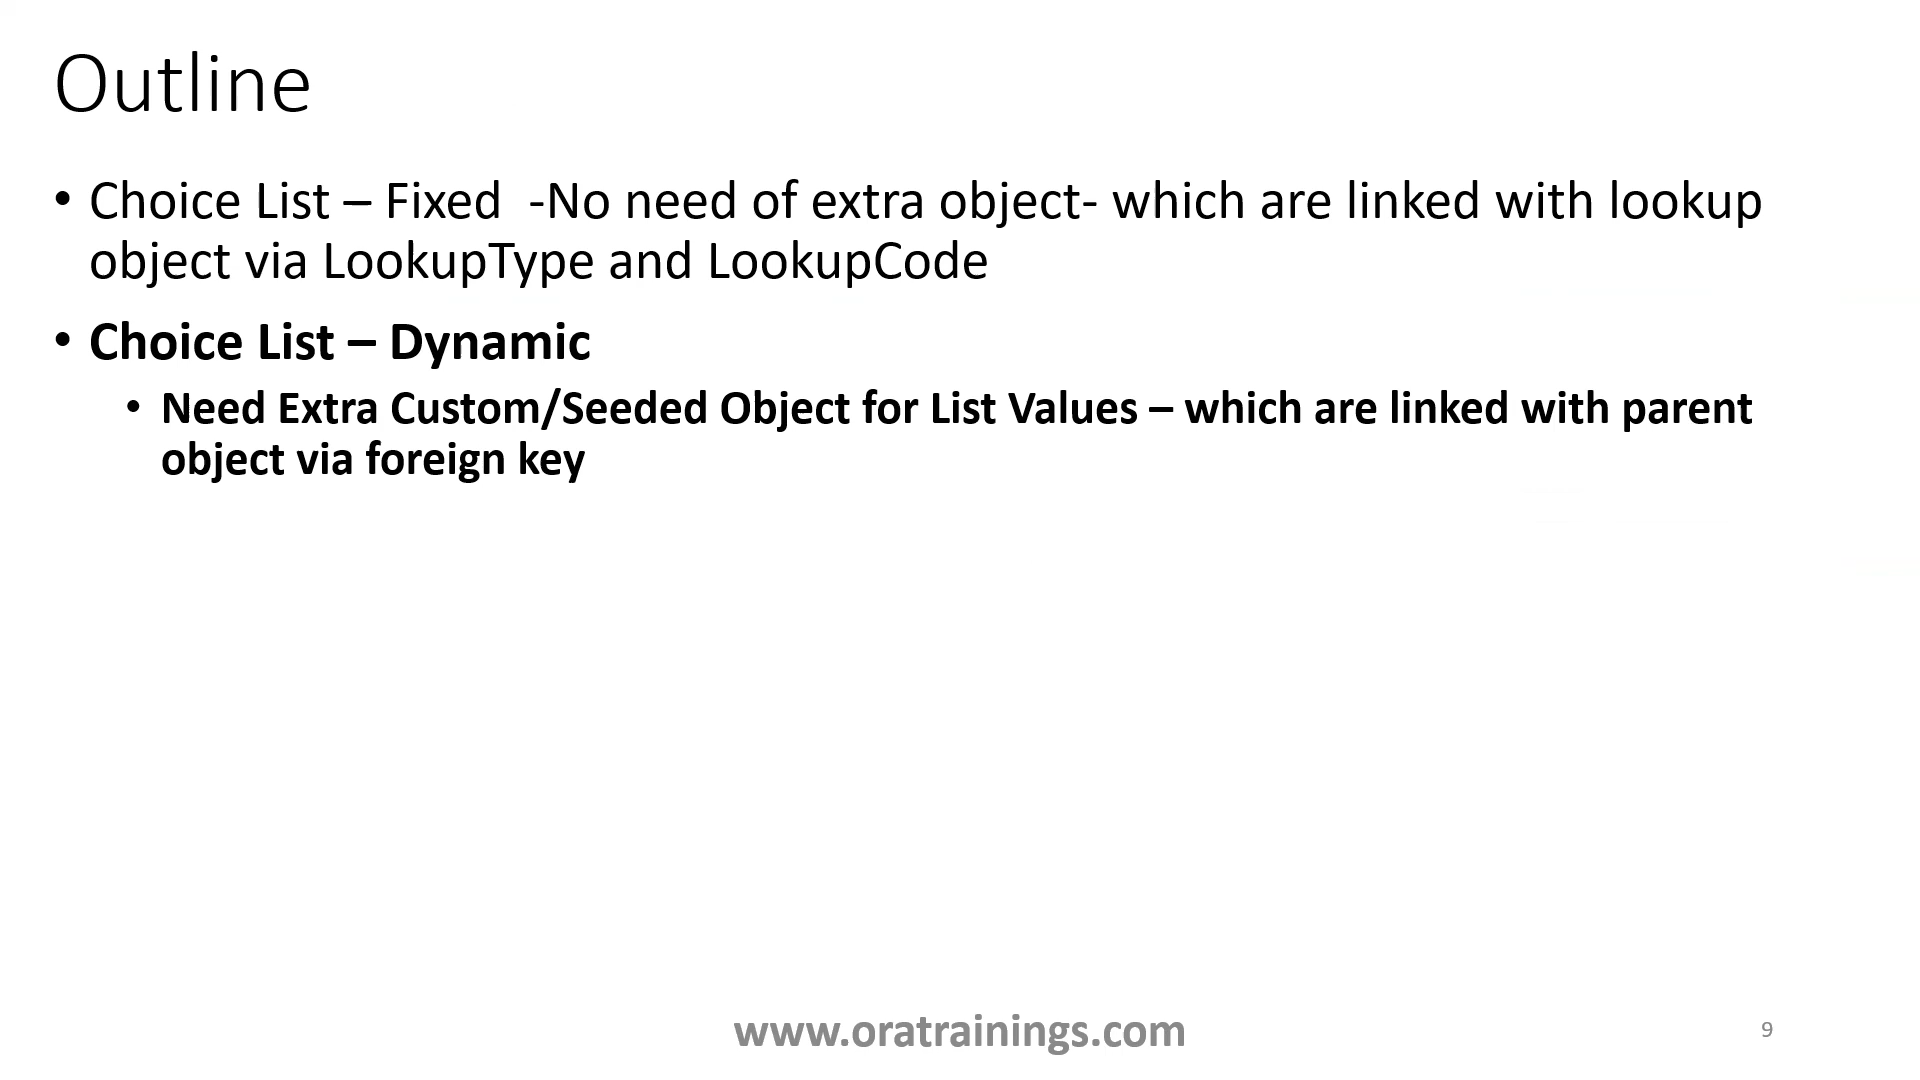 Outline
• Choice List – Fixed  -No need of extra object- which are linked with lookup
object via LookupType and LookupCode
• Choice List – Dynamic
• Need Extra Custom/Seeded Object for List Values – which are linked with parent
object via foreign key
www.oratrainings.com
9